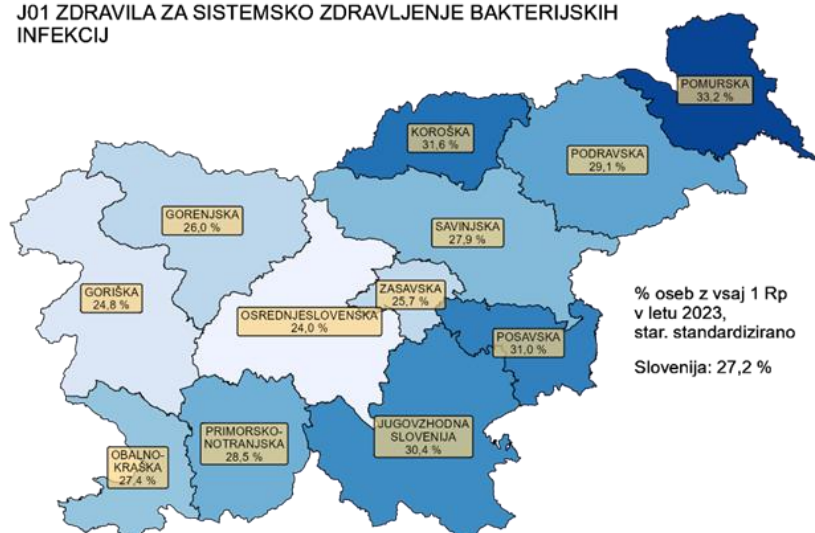 J01 ZDRAVILA ZA SISTEMSKO ZDRAVLJENJE BAKTERIJSKIH
INFEKCIJ
POMURSKA
33,2 %
KOROŠKA
31,6 %
PODRAVSKA
29,1 %
GORENJSKA
26,0 %
SAVINJSKA
27,9 %
GORIŠKA
24,8 %
ZASAVSKA
25,7 %
OSREDNJESLOVENSKA
24,0 %
POSAVSKA
31,0 %
% oseb z vsaj 1 Rp
v letu 2023,
star. standardizirano
Slovenija: 27,2 %
JUGOVZHODNA
SLOVENIJA
30,4 %
PRIMORSKO-
NOTRANJSKA
28,5 %
OBALNO-
KRAŠKA
27,4 %